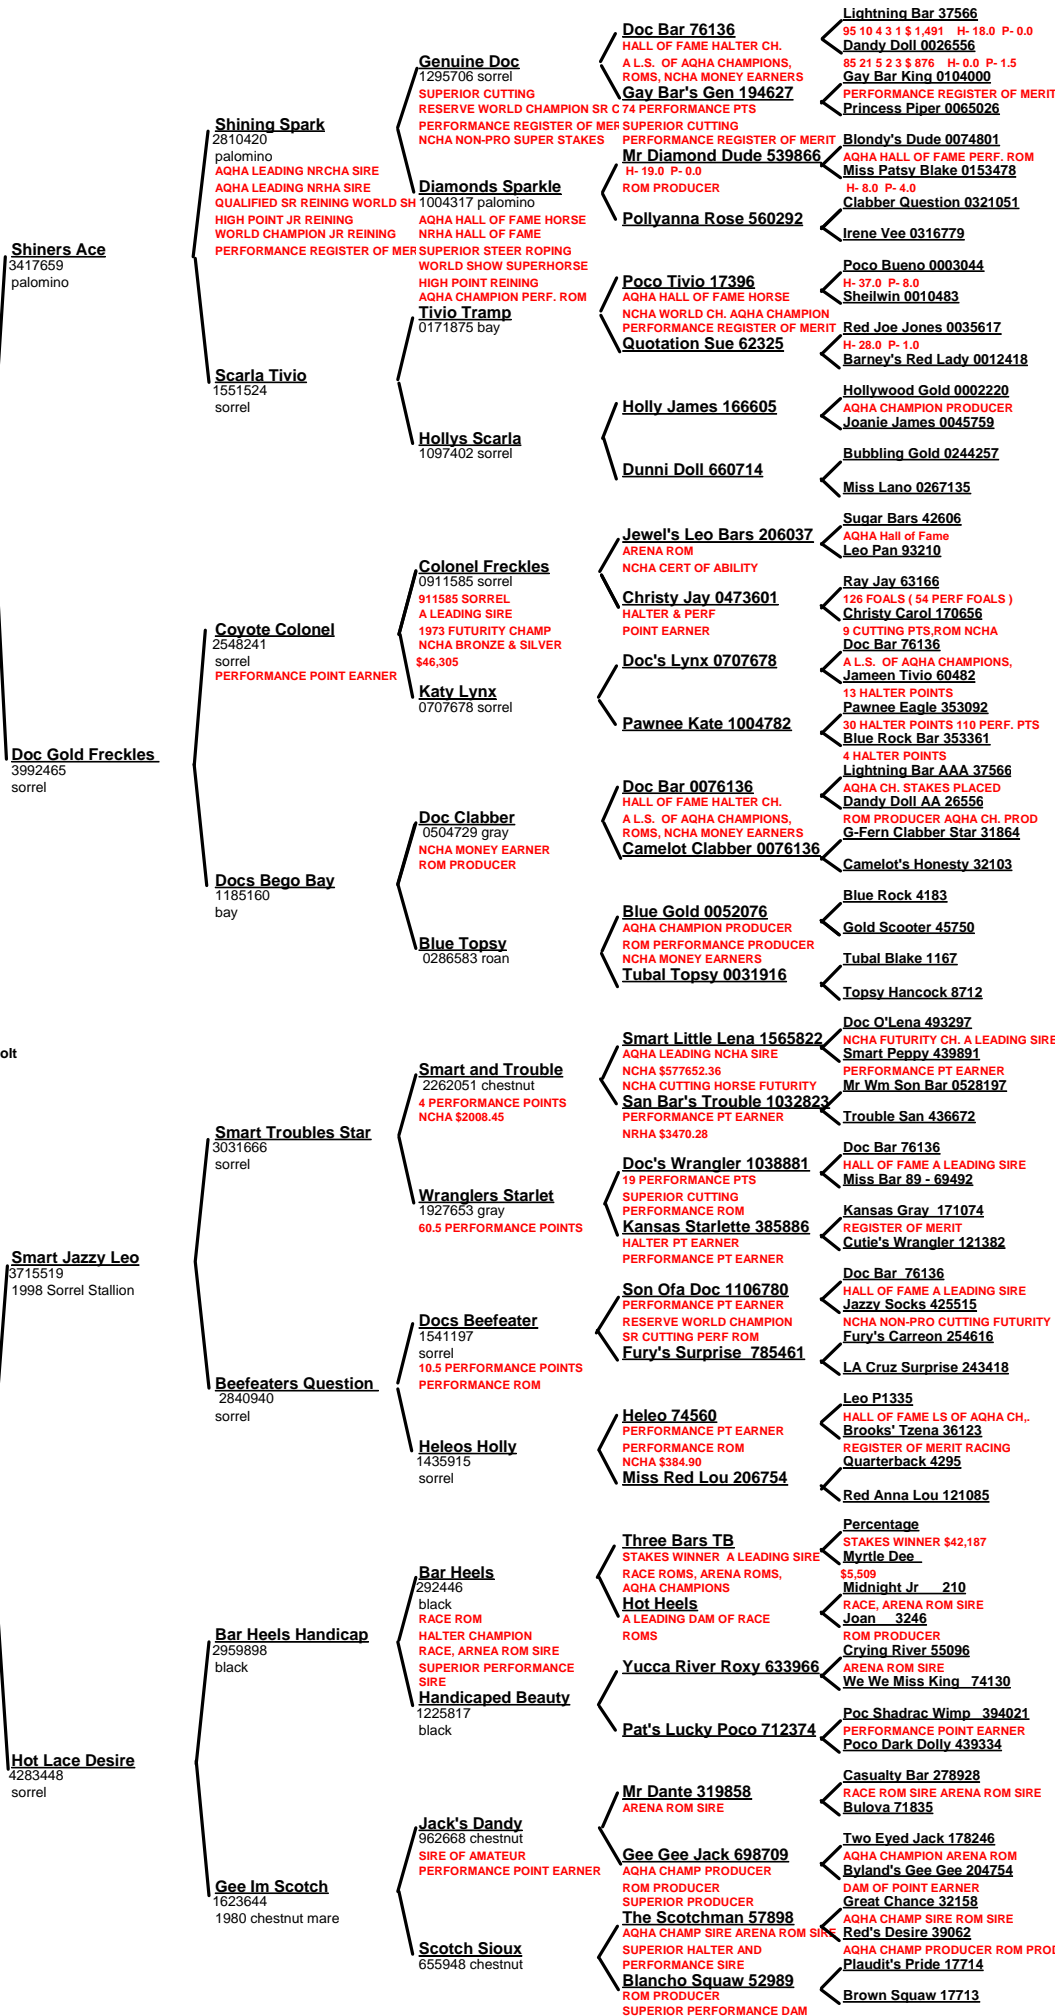 Shiners Ace
3417659
palomino
Doc Gold Freckles
3992465
sorrel
olt
Smart Jazzy Leo
3715519
1998 Sorrel Stallion
Hot Lace Desire
4283448
sorrel
Shining Spark
2810420
palomino
AQHA LEADING NRCHA SIRE
AQHA LEADING NRHA SIRE
QUALIFIED SR REINING WORLD SH
HIGH POINT JR REINING
WORLD CHAMPION JR REINING
PERFORMANCE REGISTER OF MER
Scarla Tivio
1551524
sorrel
Coyote Colonel
2548241
sorrel
PERFORMANCE POINT EARNER
Docs Bego Bay
1185160
bay
Smart Troubles Star
3031666
sorrel
Beefeaters Question
2840940
sorrel
Bar Heels Handicap
2959898
black
Gee Im Scotch
1623644
1980 chestnut mare
Genuine Doc
1295706 sorrel
SUPERIOR CUTTING
RESERVE WORLD CHAMPION SR C
PERFORMANCE REGISTER OF MER
NCHA NON-PRO SUPER STAKES
Diamonds Sparkle
1004317 palomino
AQHA HALL OF FAME HORSE
NRHA HALL OF FAME
SUPERIOR STEER ROPING
WORLD SHOW SUPERHORSE
HIGH POINT REINING
AQHA CHAMPION PERF. ROM
Tivio Tramp
0171875 bay
Hollys Scarla
1097402 sorrel
Colonel Freckles
0911585 sorrel
911585 SORREL
A LEADING SIRE
1973 FUTURITY CHAMP
NCHA BRONZE & SILVER
$46,305
Katy Lynx
0707678 sorrel
Doc Clabber
0504729 gray
NCHA MONEY EARNER
ROM PRODUCER
Blue Topsy
0286583 roan
Smart and Trouble
2262051 chestnut
4 PERFORMANCE POINTS
NCHA $2008.45
Wranglers Starlet
1927653 gray
60.5 PERFORMANCE POINTS
Docs Beefeater
1541197
sorrel
10.5 PERFORMANCE POINTS
PERFORMANCE ROM
Heleos Holly
1435915
sorrel
Bar Heels
292446
black
RACE ROM
HALTER CHAMPION
RACE, ARNEA ROM SIRE
SUPERIOR PERFORMANCE
SIRE
Handicaped Beauty
1225817
black
Jack's Dandy
962668 chestnut
SIRE OF AMATEUR
PERFORMANCE POINT EARNER
Scotch Sioux
655948 chestnut
Doc Bar 76136
HALL OF FAME HALTER CH.
A L.S. OF AQHA CHAMPIONS,
ROMS, NCHA MONEY EARNERS
Gay Bar's Gen 194627
74 PERFORMANCE PTS
SUPERIOR CUTTING
PERFORMANCE REGISTER OF MERIT
Mr Diamond Dude 539866
H- 19.0 P- 0.0
ROM PRODUCER
Pollyanna Rose 560292
Poco Tivio 17396
AQHA HALL OF FAME HORSE
NCHA WORLD CH. AQHA CHAMPION
PERFORMANCE REGISTER OF MERIT
Quotation Sue 62325
Holly James 166605
Dunni Doll 660714
Jewel's Leo Bars 206037
ARENA ROM
NCHA CERT OF ABILITY
Christy Jay 0473601
HALTER & PERF
POINT EARNER
Doc's Lynx 0707678
Pawnee Kate 1004782
Doc Bar 0076136
HALL OF FAME HALTER CH.
A L.S. OF AQHA CHAMPIONS,
ROMS, NCHA MONEY EARNERS
Camelot Clabber 0076136
Blue Gold 0052076
AQHA CHAMPION PRODUCER
ROM PERFORMANCE PRODUCER
NCHA MONEY EARNERS
Tubal Topsy 0031916
Smart Little Lena 1565822
AQHA LEADING NCHA SIRE
NCHA $577652.36
NCHA CUTTING HORSE FUTURITY
San Bar's Trouble 1032823
PERFORMANCE PT EARNER
NRHA $3470.28
Doc's Wrangler 1038881
19 PERFORMANCE PTS
SUPERIOR CUTTING
PERFORMANCE ROM
Kansas Starlette 385886
HALTER PT EARNER
PERFORMANCE PT EARNER
Son Ofa Doc 1106780
PERFORMANCE PT EARNER
RESERVE WORLD CHAMPION
SR CUTTING PERF ROM
Fury's Surprise 785461
Heleo 74560
PERFORMANCE PT EARNER
PERFORMANCE ROM
NCHA $384.90
Miss Red Lou 206754
Three Bars TB
STAKES WINNER A LEADING SIRE
RACE ROMS, ARENA ROMS,
AQHA CHAMPIONS
Hot Heels
A LEADING DAM OF RACE
ROMS
Yucca River Roxy 633966
Pat's Lucky Poco 712374
Mr Dante 319858
ARENA ROM SIRE
Gee Gee Jack 698709
AQHA CHAMP PRODUCER
ROM PRODUCER
SUPERIOR PRODUCER
The Scotchman 57898
AQHA CHAMP SIRE ARENA ROM SIRE
SUPERIOR HALTER AND
PERFORMANCE SIRE
Blancho Squaw 52989
ROM PRODUCER
SUPERIOR PERFORMANCE DAM
Lightning Bar 37566
95 10 4 3 1 $ 1,491 H- 18.0 P- 0.0
Dandy Doll 0026556
85 21 5 2 3 $ 876 H- 0.0 P- 1.5
Gay Bar King 0104000
PERFORMANCE REGISTER OF MERIT
Princess Piper 0065026
Blondy's Dude 0074801
AQHA HALL OF FAME PERF. ROM
Miss Patsy Blake 0153478
H- 8.0 P- 4.0
Clabber Question 0321051
Irene Vee 0316779
Poco Bueno 0003044
H- 37.0 P- 8.0
Sheilwin 0010483
Red Joe Jones 0035617
H- 28.0 P- 1.0
Barney's Red Lady 0012418
Hollywood Gold 0002220
AQHA CHAMPION PRODUCER
Joanie James 0045759
Bubbling Gold 0244257
Miss Lano 0267135
Sugar Bars 42606
AQHA Hall of Fame
Leo Pan 93210
Ray Jay 63166
126 FOALS ( 54 PERF FOALS )
Christy Carol 170656
9 CUTTING PTS,ROM NCHA
Doc Bar 76136
A L.S. OF AQHA CHAMPIONS,
Jameen Tivio 60482
13 HALTER POINTS
Pawnee Eagle 353092
30 HALTER POINTS 110 PERF. PTS
Blue Rock Bar 353361
4 HALTER POINTS
Lightning Bar AAA 37566
AQHA CH. STAKES PLACED
Dandy Doll AA 26556
ROM PRODUCER AQHA CH. PROD
G-Fern Clabber Star 31864
Camelot's Honesty 32103
Blue Rock 4183
Gold Scooter 45750
Tubal Blake 1167
Topsy Hancock 8712
Doc O'Lena 493297
NCHA FUTURITY CH. A LEADING SIRE
Smart Peppy 439891
PERFORMANCE PT EARNER
Mr Wm Son Bar 0528197
Trouble San 436672
Doc Bar 76136
HALL OF FAME A LEADING SIRE
Miss Bar 89 - 69492
Kansas Gray 171074
REGISTER OF MERIT
Cutie's Wrangler 121382
Doc Bar 76136
HALL OF FAME A LEADING SIRE
Jazzy Socks 425515
NCHA NON-PRO CUTTING FUTURITY
Fury's Carreon 254616
LA Cruz Surprise 243418
Leo P1335
HALL OF FAME LS OF AQHA CH,.
Brooks' Tzena 36123
REGISTER OF MERIT RACING
Quarterback 4295
Red Anna Lou 121085
Percentage
STAKES WINNER $42,187
Myrtle Dee
$5,509
Midnight Jr 210
RACE, ARENA ROM SIRE
Joan 3246
ROM PRODUCER
Crying River 55096
ARENA ROM SIRE
We We Miss King 74130
Poc Shadrac Wimp 394021
PERFORMANCE POINT EARNER
Poco Dark Dolly 439334
Casualty Bar 278928
RACE ROM SIRE ARENA ROM SIRE
Bulova 71835
Two Eyed Jack 178246
AQHA CHAMPION ARENA ROM
Byland's Gee Gee 204754
DAM OF POINT EARNER
Great Chance 32158
AQHA CHAMP SIRE ROM SIRE
Red's Desire 39062
AQHA CHAMP PRODUCER ROM PROD
Plaudit's Pride 17714
Brown Squaw 17713